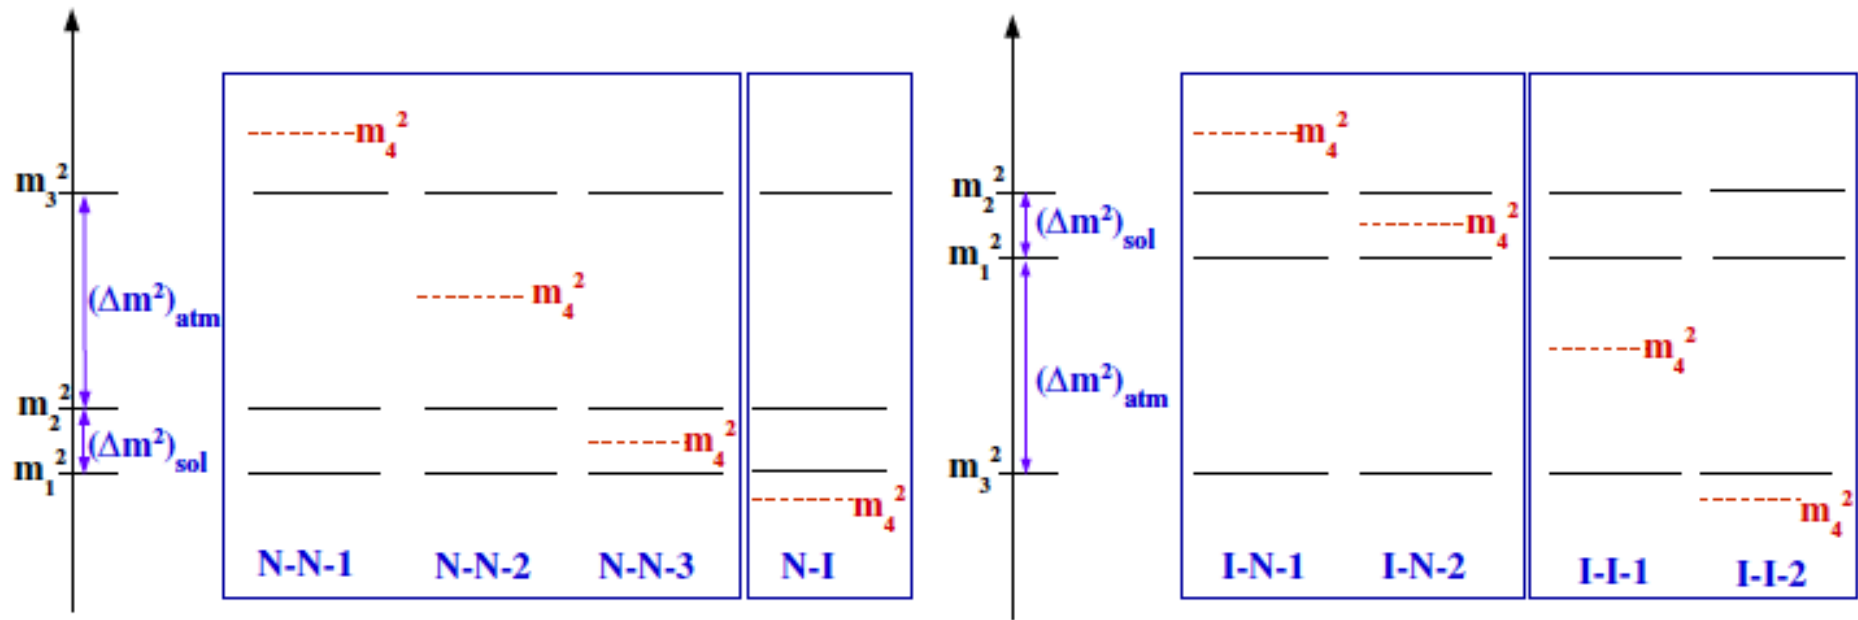 m₄² m₄²
m₃² m₂² m₄²
(Δm²)sol
m₁²
m₄² (Δm²)atm m₄²
(Δm²)atm
m₂²
m₄²
(Δm²)sol
m₁² m₃²
m₄² m₄²
N-N-1 N-N-2 N-N-3 N-I I-N-1 I-N-2 I-I-1 I-I-2